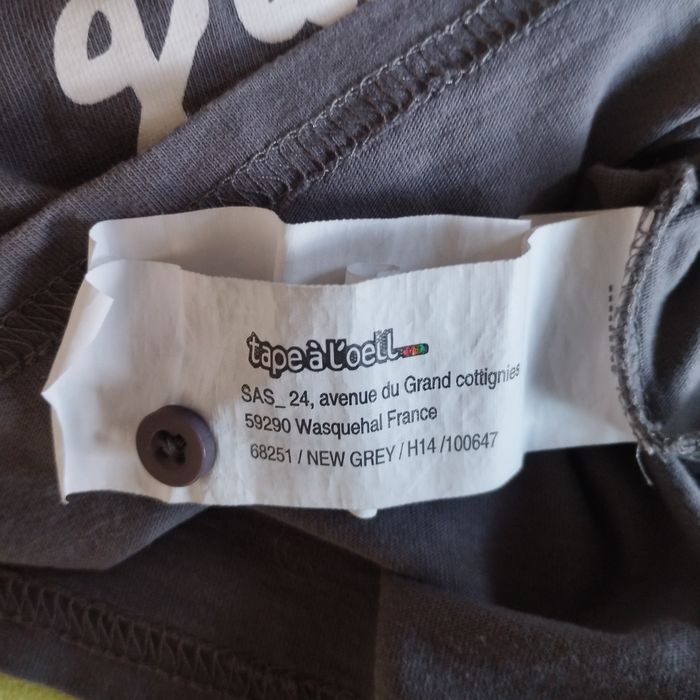 tape à l'oeil
SAS_ 24, avenue du Grand cottignies
59290 Wasquehal France
68251 / NEW GREY / H14 /100647